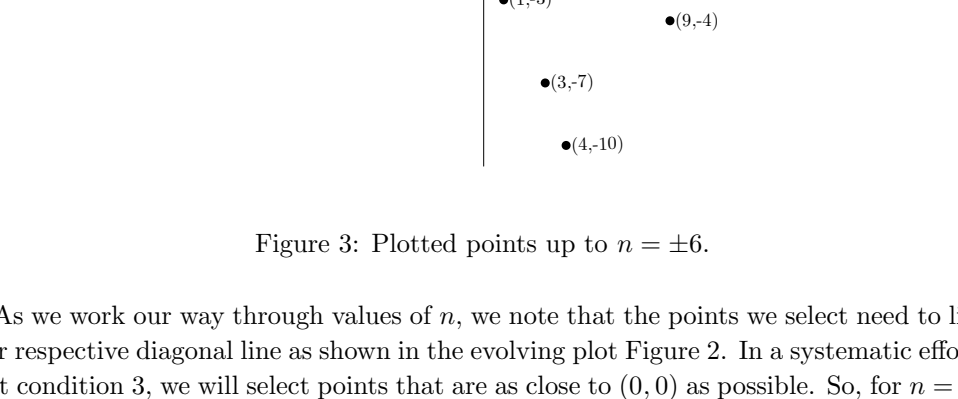 (9,-4)
(3,-7)
(4,-10)
Figure 3: Plotted points up to n = ±6.
As we work our way through values of n, we note that the points we select need to
respective diagonal line as shown in the evolving plot Figure 2. In a systematic
condition 3, we will select points that are as close to (0, 0) as possible. So, for n =